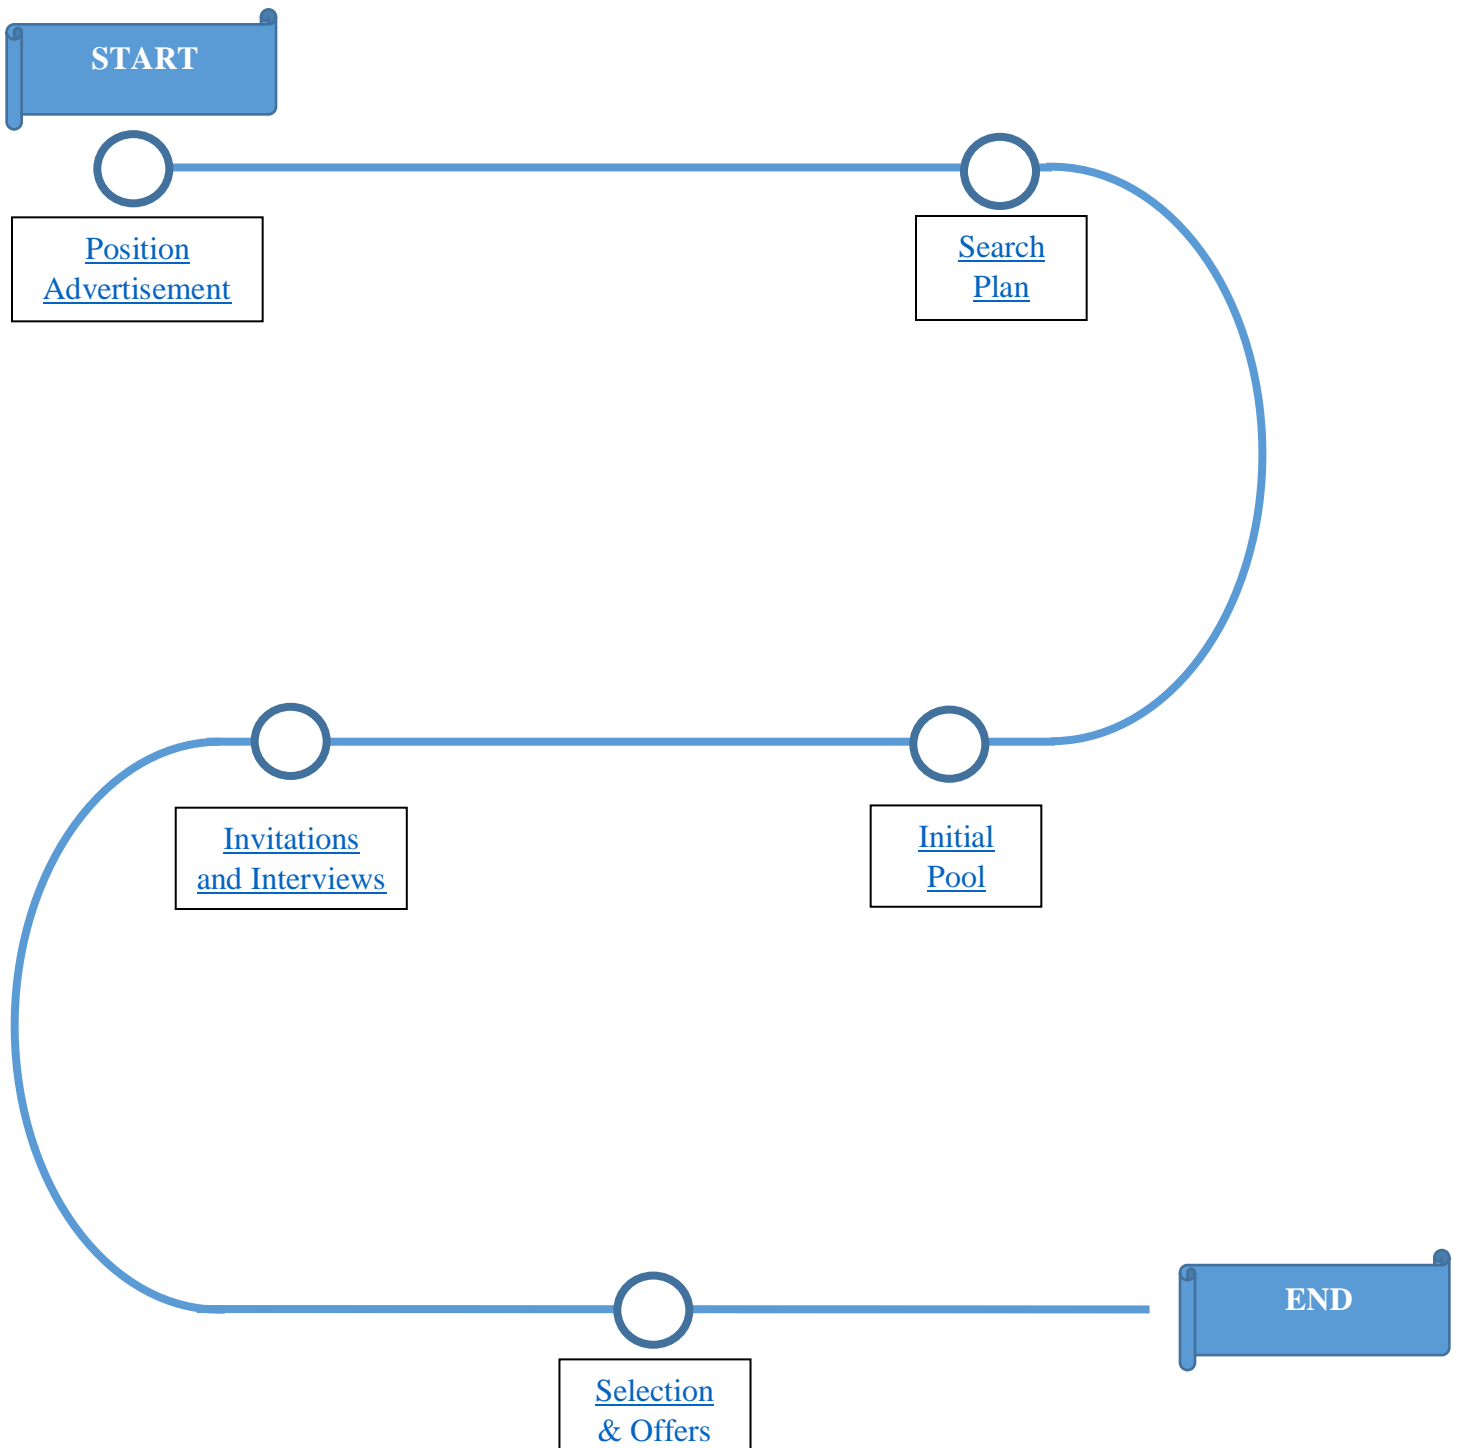 START
Position
Advertisement
Search
Plan
Initial
Pool
Invitations
and Interviews
Selection
& Offers
END